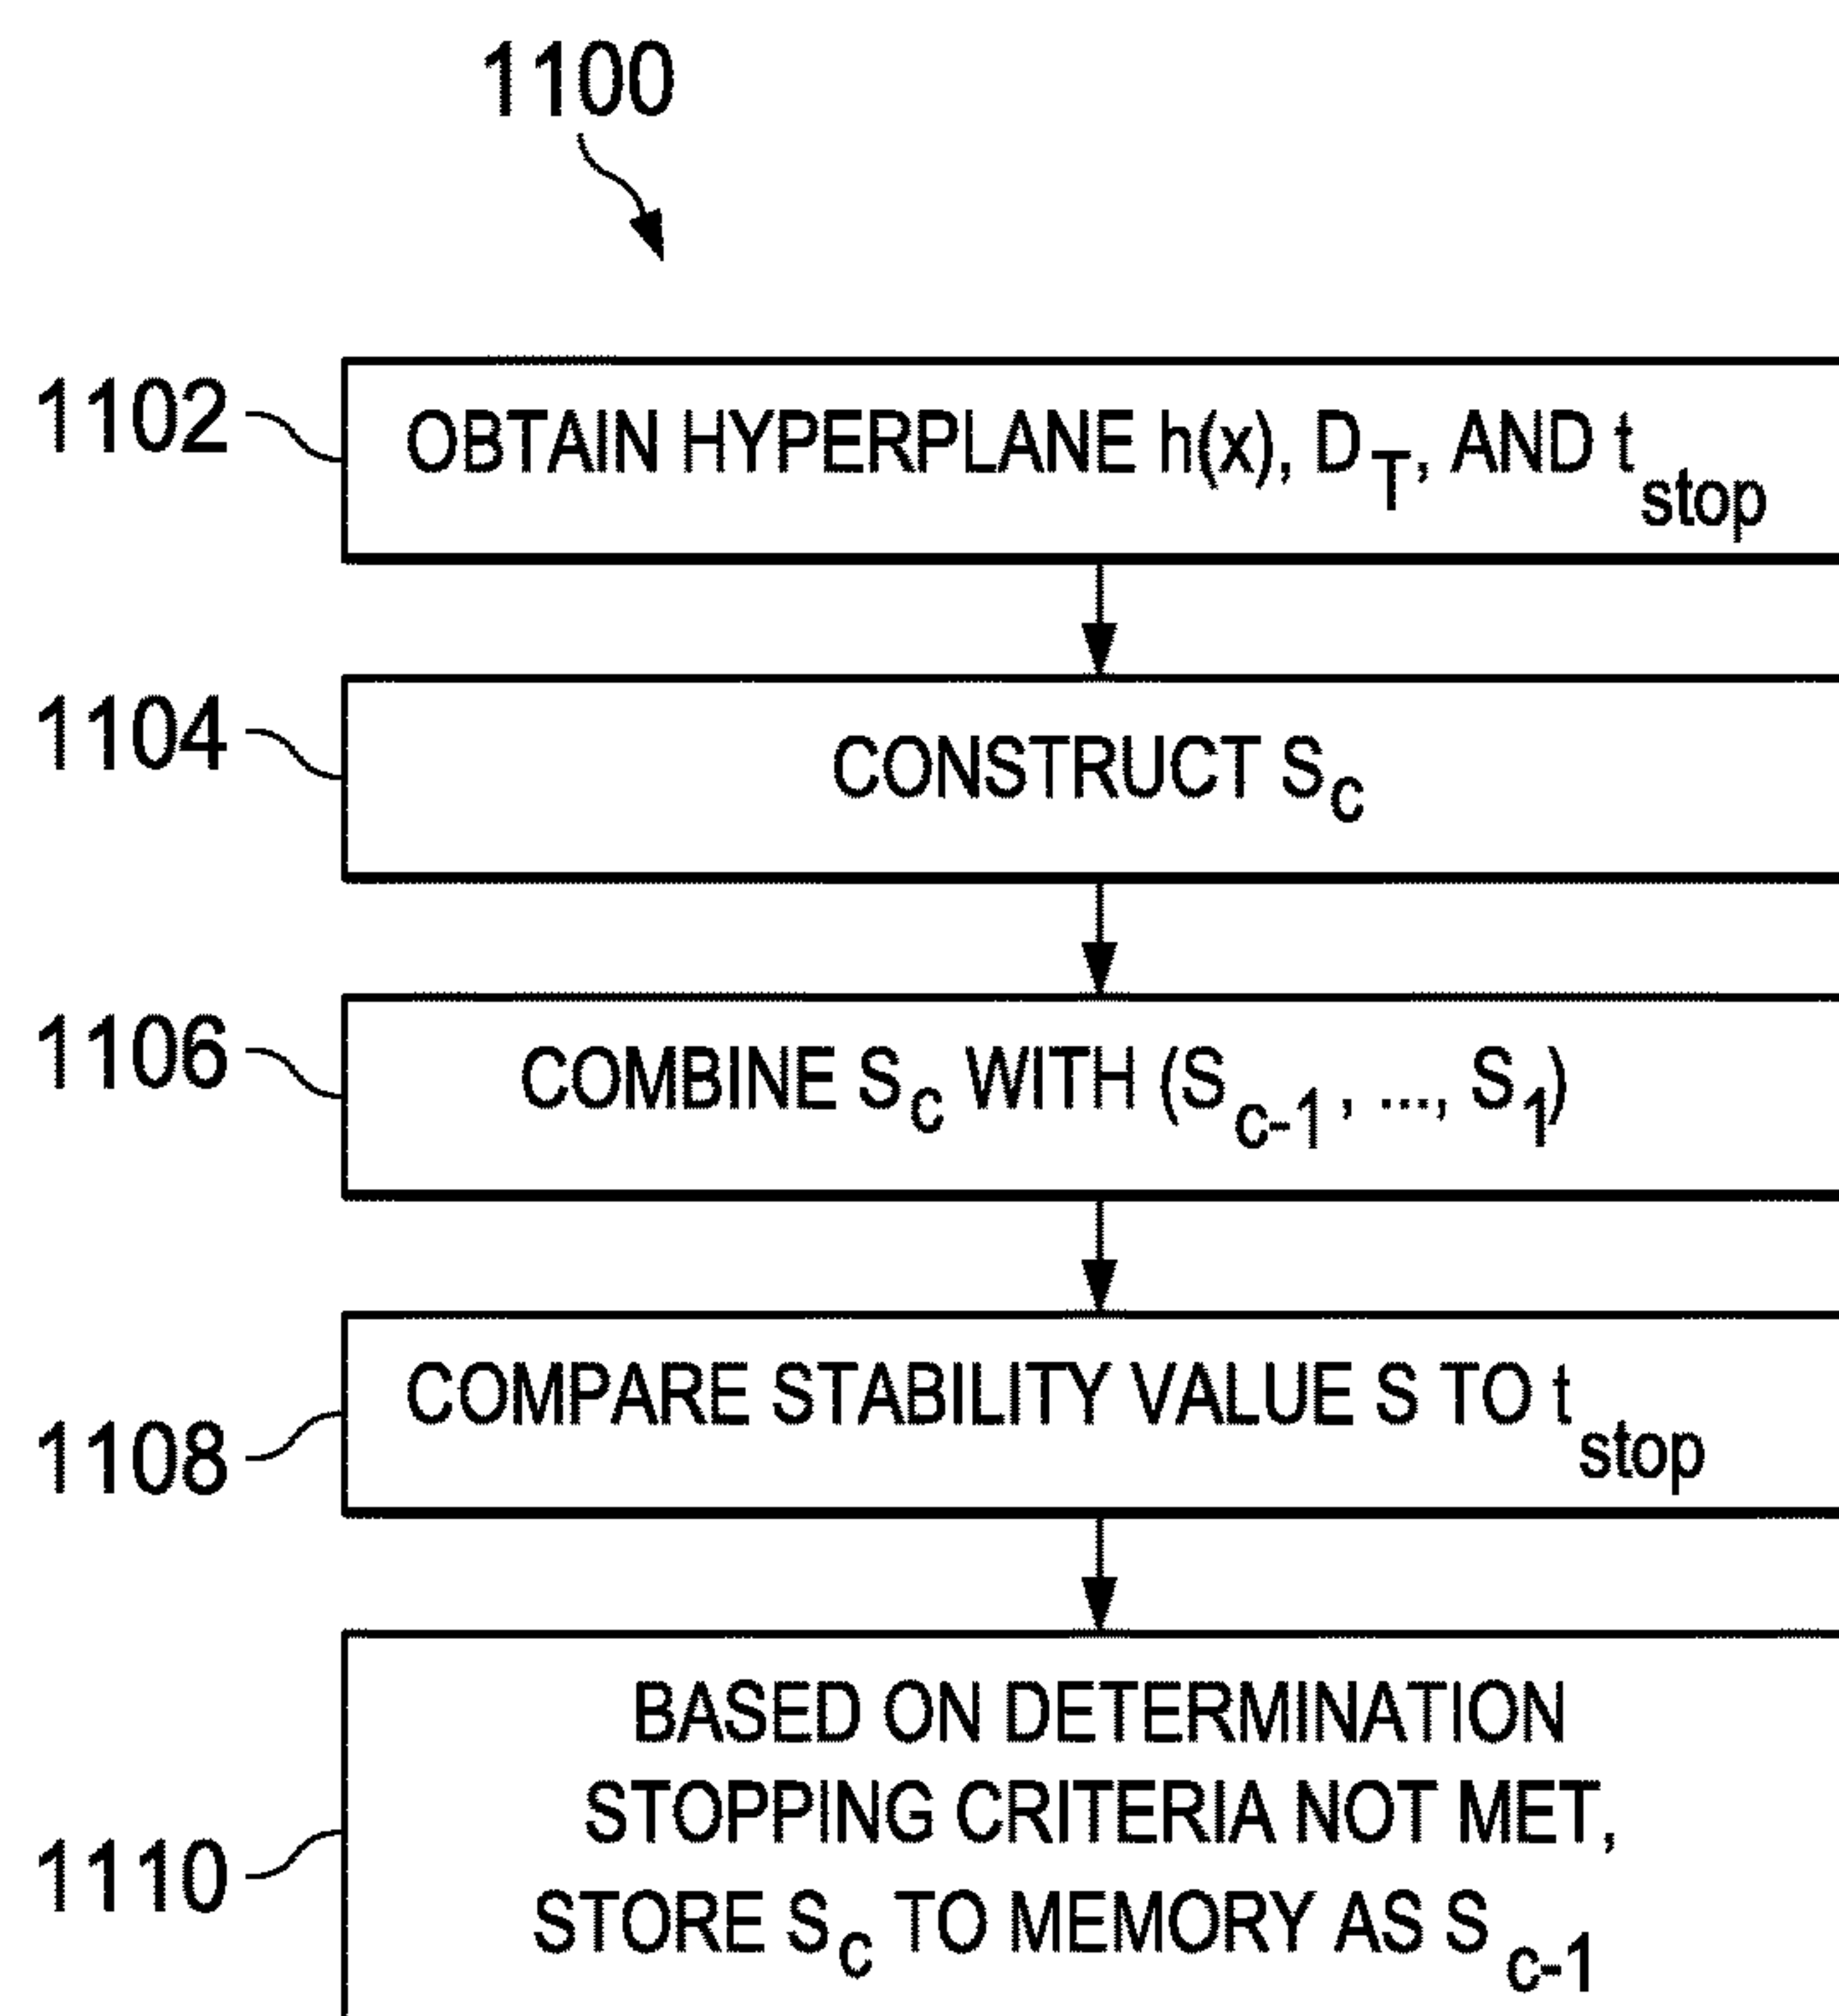 1100
1102
OBTAIN HYPERPLANE h(x), D_T, AND t_stop
1104
CONSTRUCT S_c
1106
COMBINE S_c WITH (S_c-1, ..., S_1)
1108
COMPARE STABILITY VALUE S TO t_stop
1110
BASED ON DETERMINATION
STOPPING CRITERIA NOT MET,
STORE S_c TO MEMORY AS S_c-1